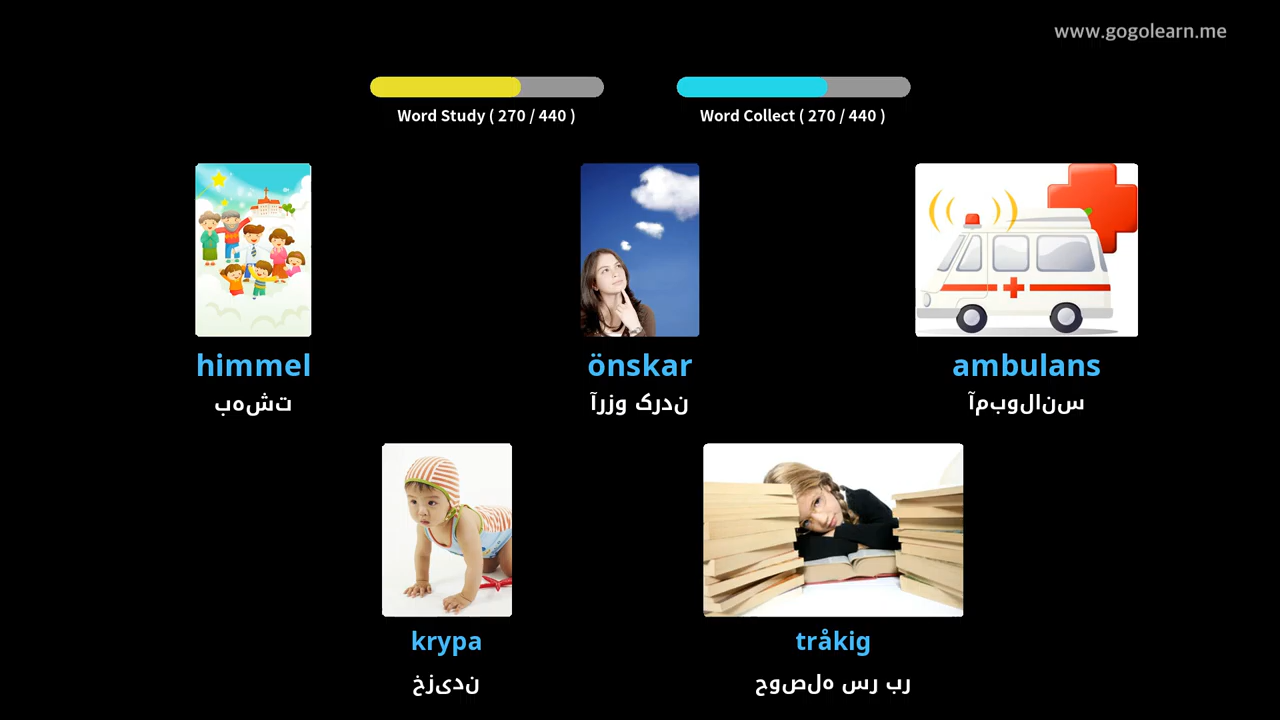 www.gogolearn.me
Word Study ( 270 / 440 )
Word Collect ( 270 / 440 )
himmel
تشهب
önskar
ندرک وزرآ
ambulans
سنالوبمآ
krypa
ندیزخ
tråkig
رب رس هلصوح